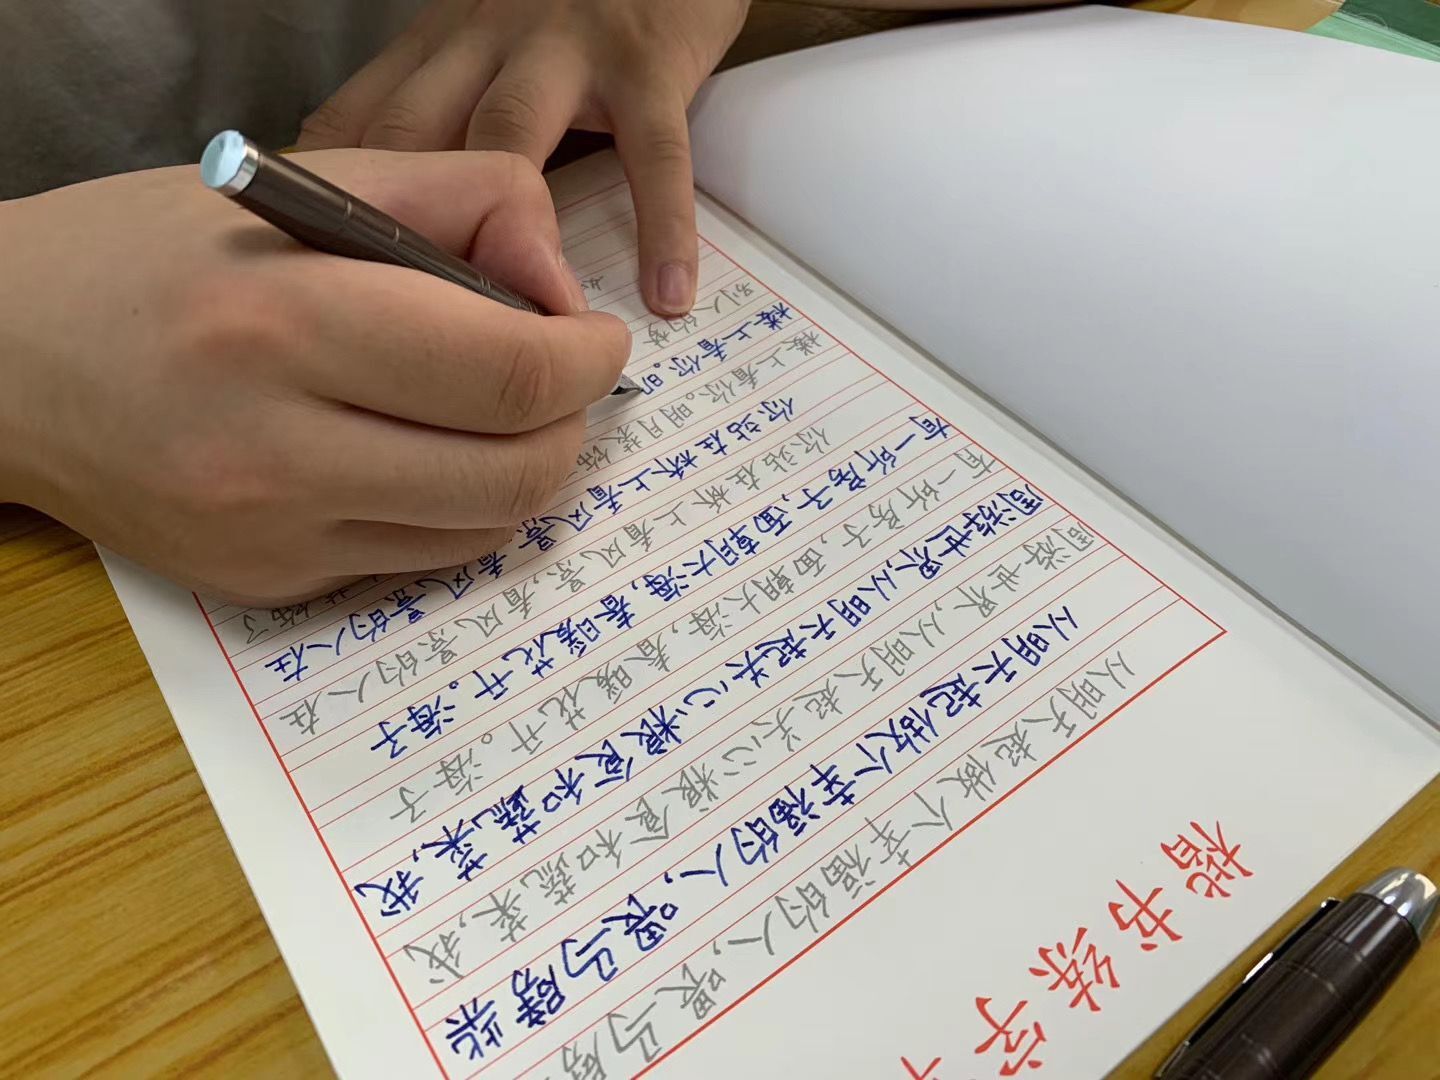 楷书练字
从明天起做个幸福的人,喂马劈
从明天起做个幸福的人,喂马劈柴
周游世界,从明天起关心粮食和蔬菜,我
周游世界,从明天起关心粮食和蔬菜,我
有一所房子,面朝大海,春暖花开。海子
有一所房子,面朝大海,春暖花开。海子
你站在桥上看风景,看风景的人在
你站在桥上看风景,看风景的人在
楼上看你。明月装饰 装饰了
楼上看你。明
别人的梦